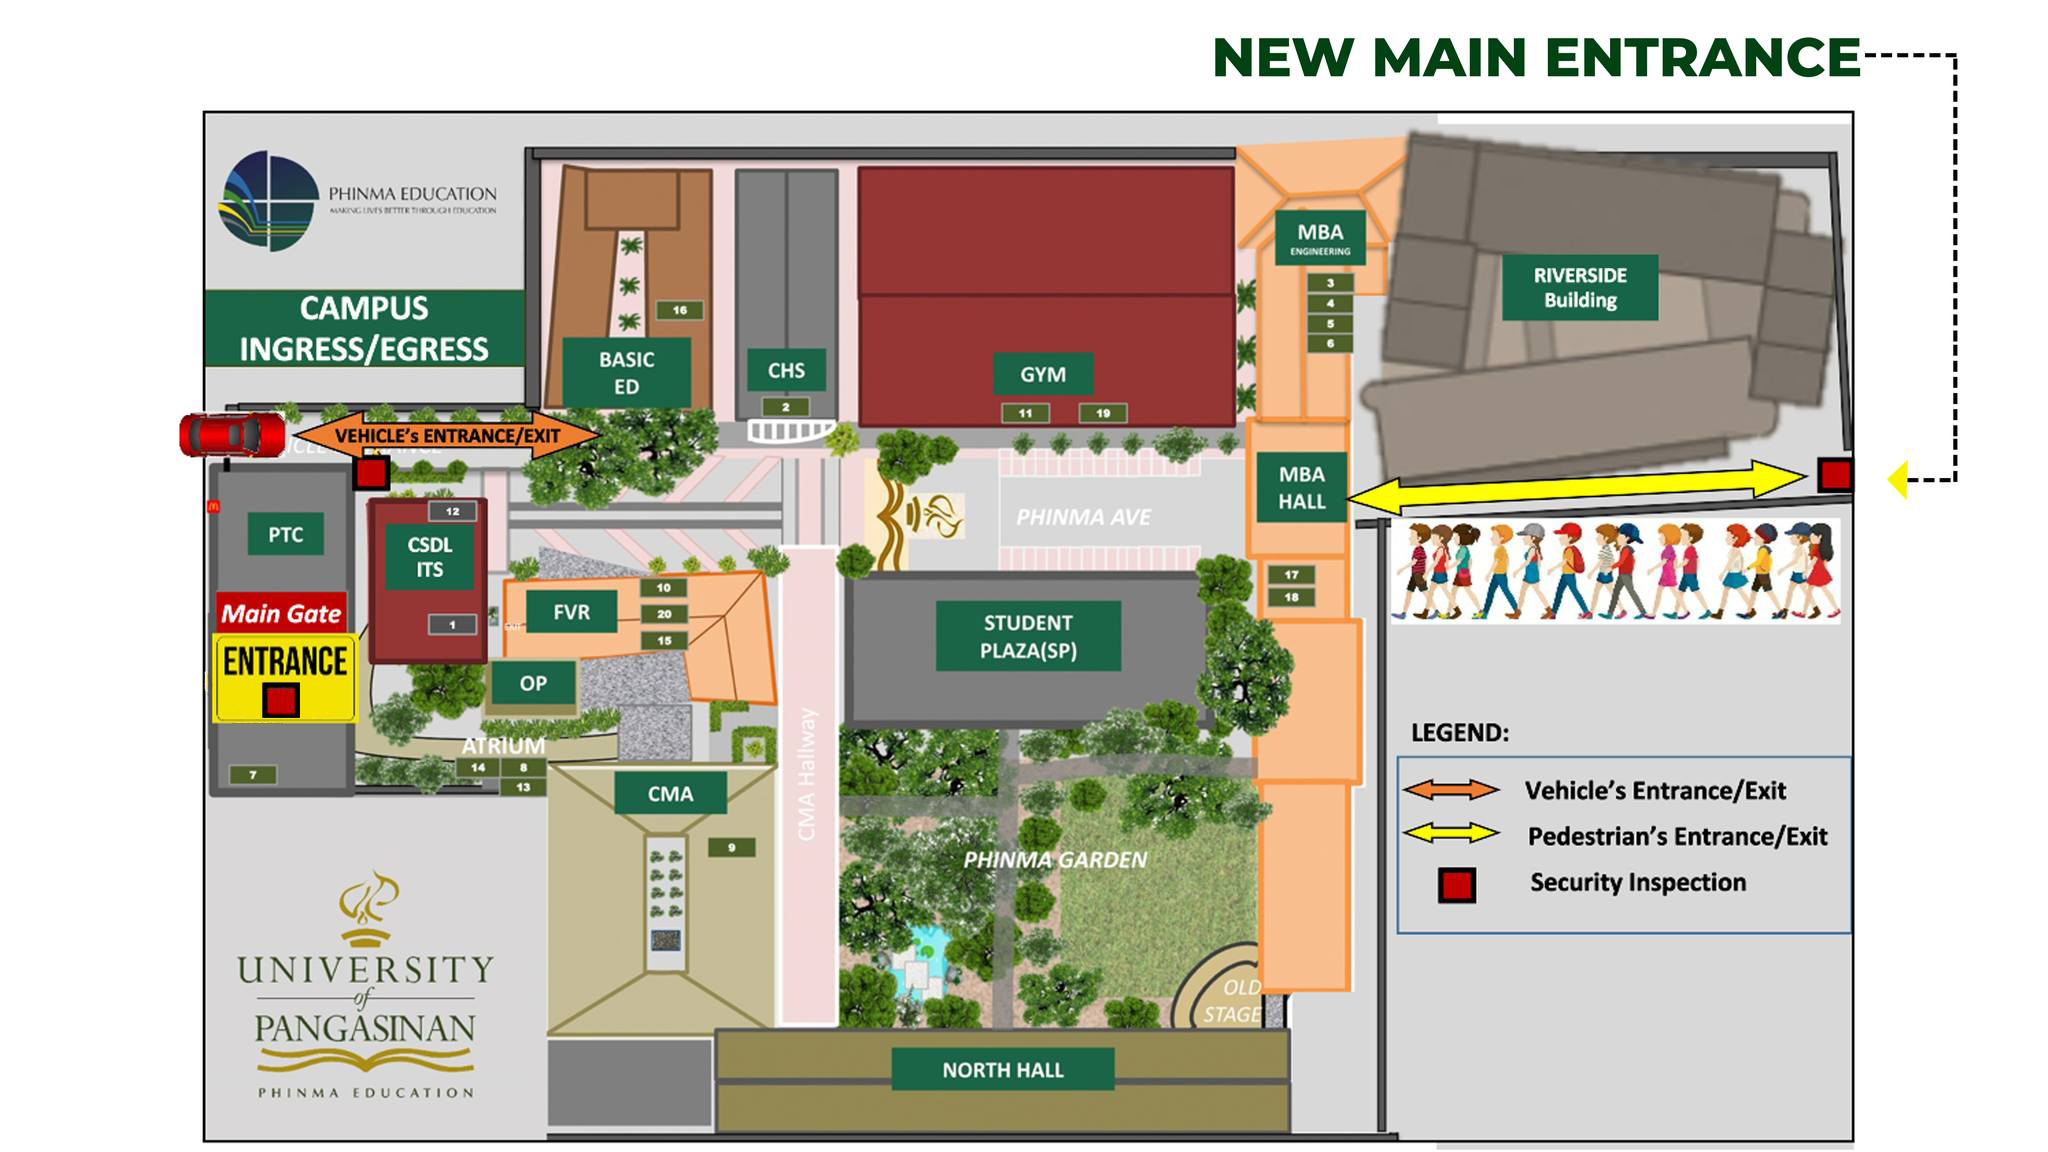 NEW MAIN ENTRANCE
PHINMA EDUCATION
MAKING LIVES BETTER THROUGH EDUCATION
CAMPUS
INGRESS/EGRESS
VEHICLE's ENTRANCE/EXIT
BASIC
ED
16
CHS
2
GYM
11
19
MBA
ENGINEERING
3
4
5
6
RIVERSIDE
Building
MBA
HALL
17
18
PHINMA AVE
PTC
12
CSDL
ITS
1
Main Gate
ENTRANCE
7
FVR
10
20
15
OP
ATRIUM
14
8
13
STUDENT
PLAZA(SP)
CMA
9
CMA Hallway
PHINMA GARDEN
OLD
STAGE
NORTH HALL
LEGEND:
Vehicle's Entrance/Exit
Pedestrian's Entrance/Exit
Security Inspection
UNIVERSITY
of
PANGASINAN
PHINMA EDUCATION